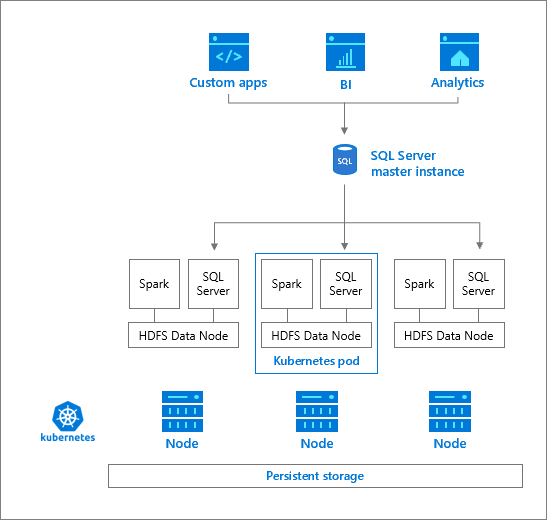 </>
Custom apps
BI
Analytics
SQL
SQL Server
master instance
Spark
SQL
Server
HDFS Data Node
Spark
SQL
Server
HDFS Data Node
Kubernetes pod
Spark
SQL
Server
HDFS Data Node
kubernetes
Node
Node
Node
Persistent storage